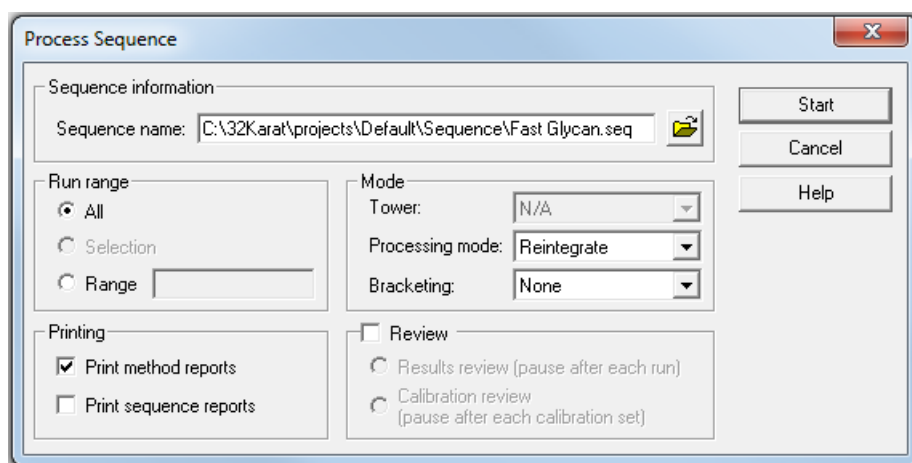 Process Sequence
Sequence information
Sequence name: C:\32Karat\projects\Default\Sequence\Fast Glycan.seq
Start
Cancel
Help
Run range
All
Selection
Range
Mode
Tower: N/A
Processing mode: Reintegrate
Bracketing: None
Printing
Print method reports
Print sequence reports
Review
Results review (pause after each run)
Calibration review
(pause after each calibration set)